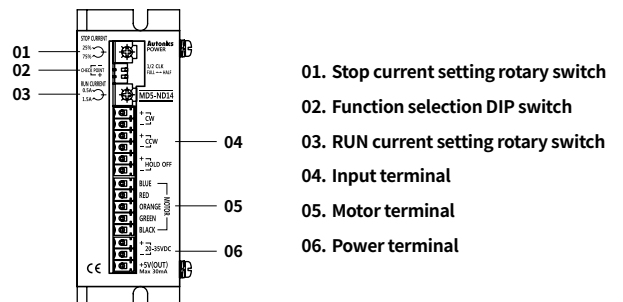 STOP CURRENT
25%
75%
Autonics
POWER
01
02
CHECK POINT
- +
1/2 CLK
FULL ↔ HALF
RUN CURRENT
0.5A
1.5A
03
MD5-ND14
+
-
CW
+
-
CCW
04
+
-
HOLD OFF
BLUE
RED
ORANGE
GREEN
BLACK
MOTOR
05
+
-
20-35VDC
06
+5V(OUT)
Max 30mA
CE
01. Stop current setting rotary switch
02. Function selection DIP switch
03. RUN current setting rotary switch
04. Input terminal
05. Motor terminal
06. Power terminal